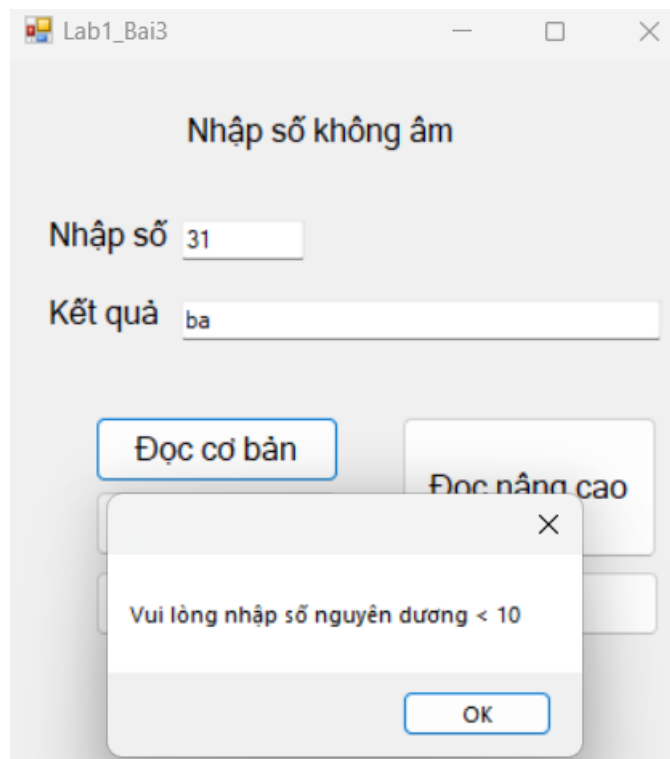 Lab1_Bai3
Nhập số không âm
Nhập số 31
Kết quả ba
Đọc cơ bản
Đọc nâng cao
Vui lòng nhập số nguyên dương < 10
OK